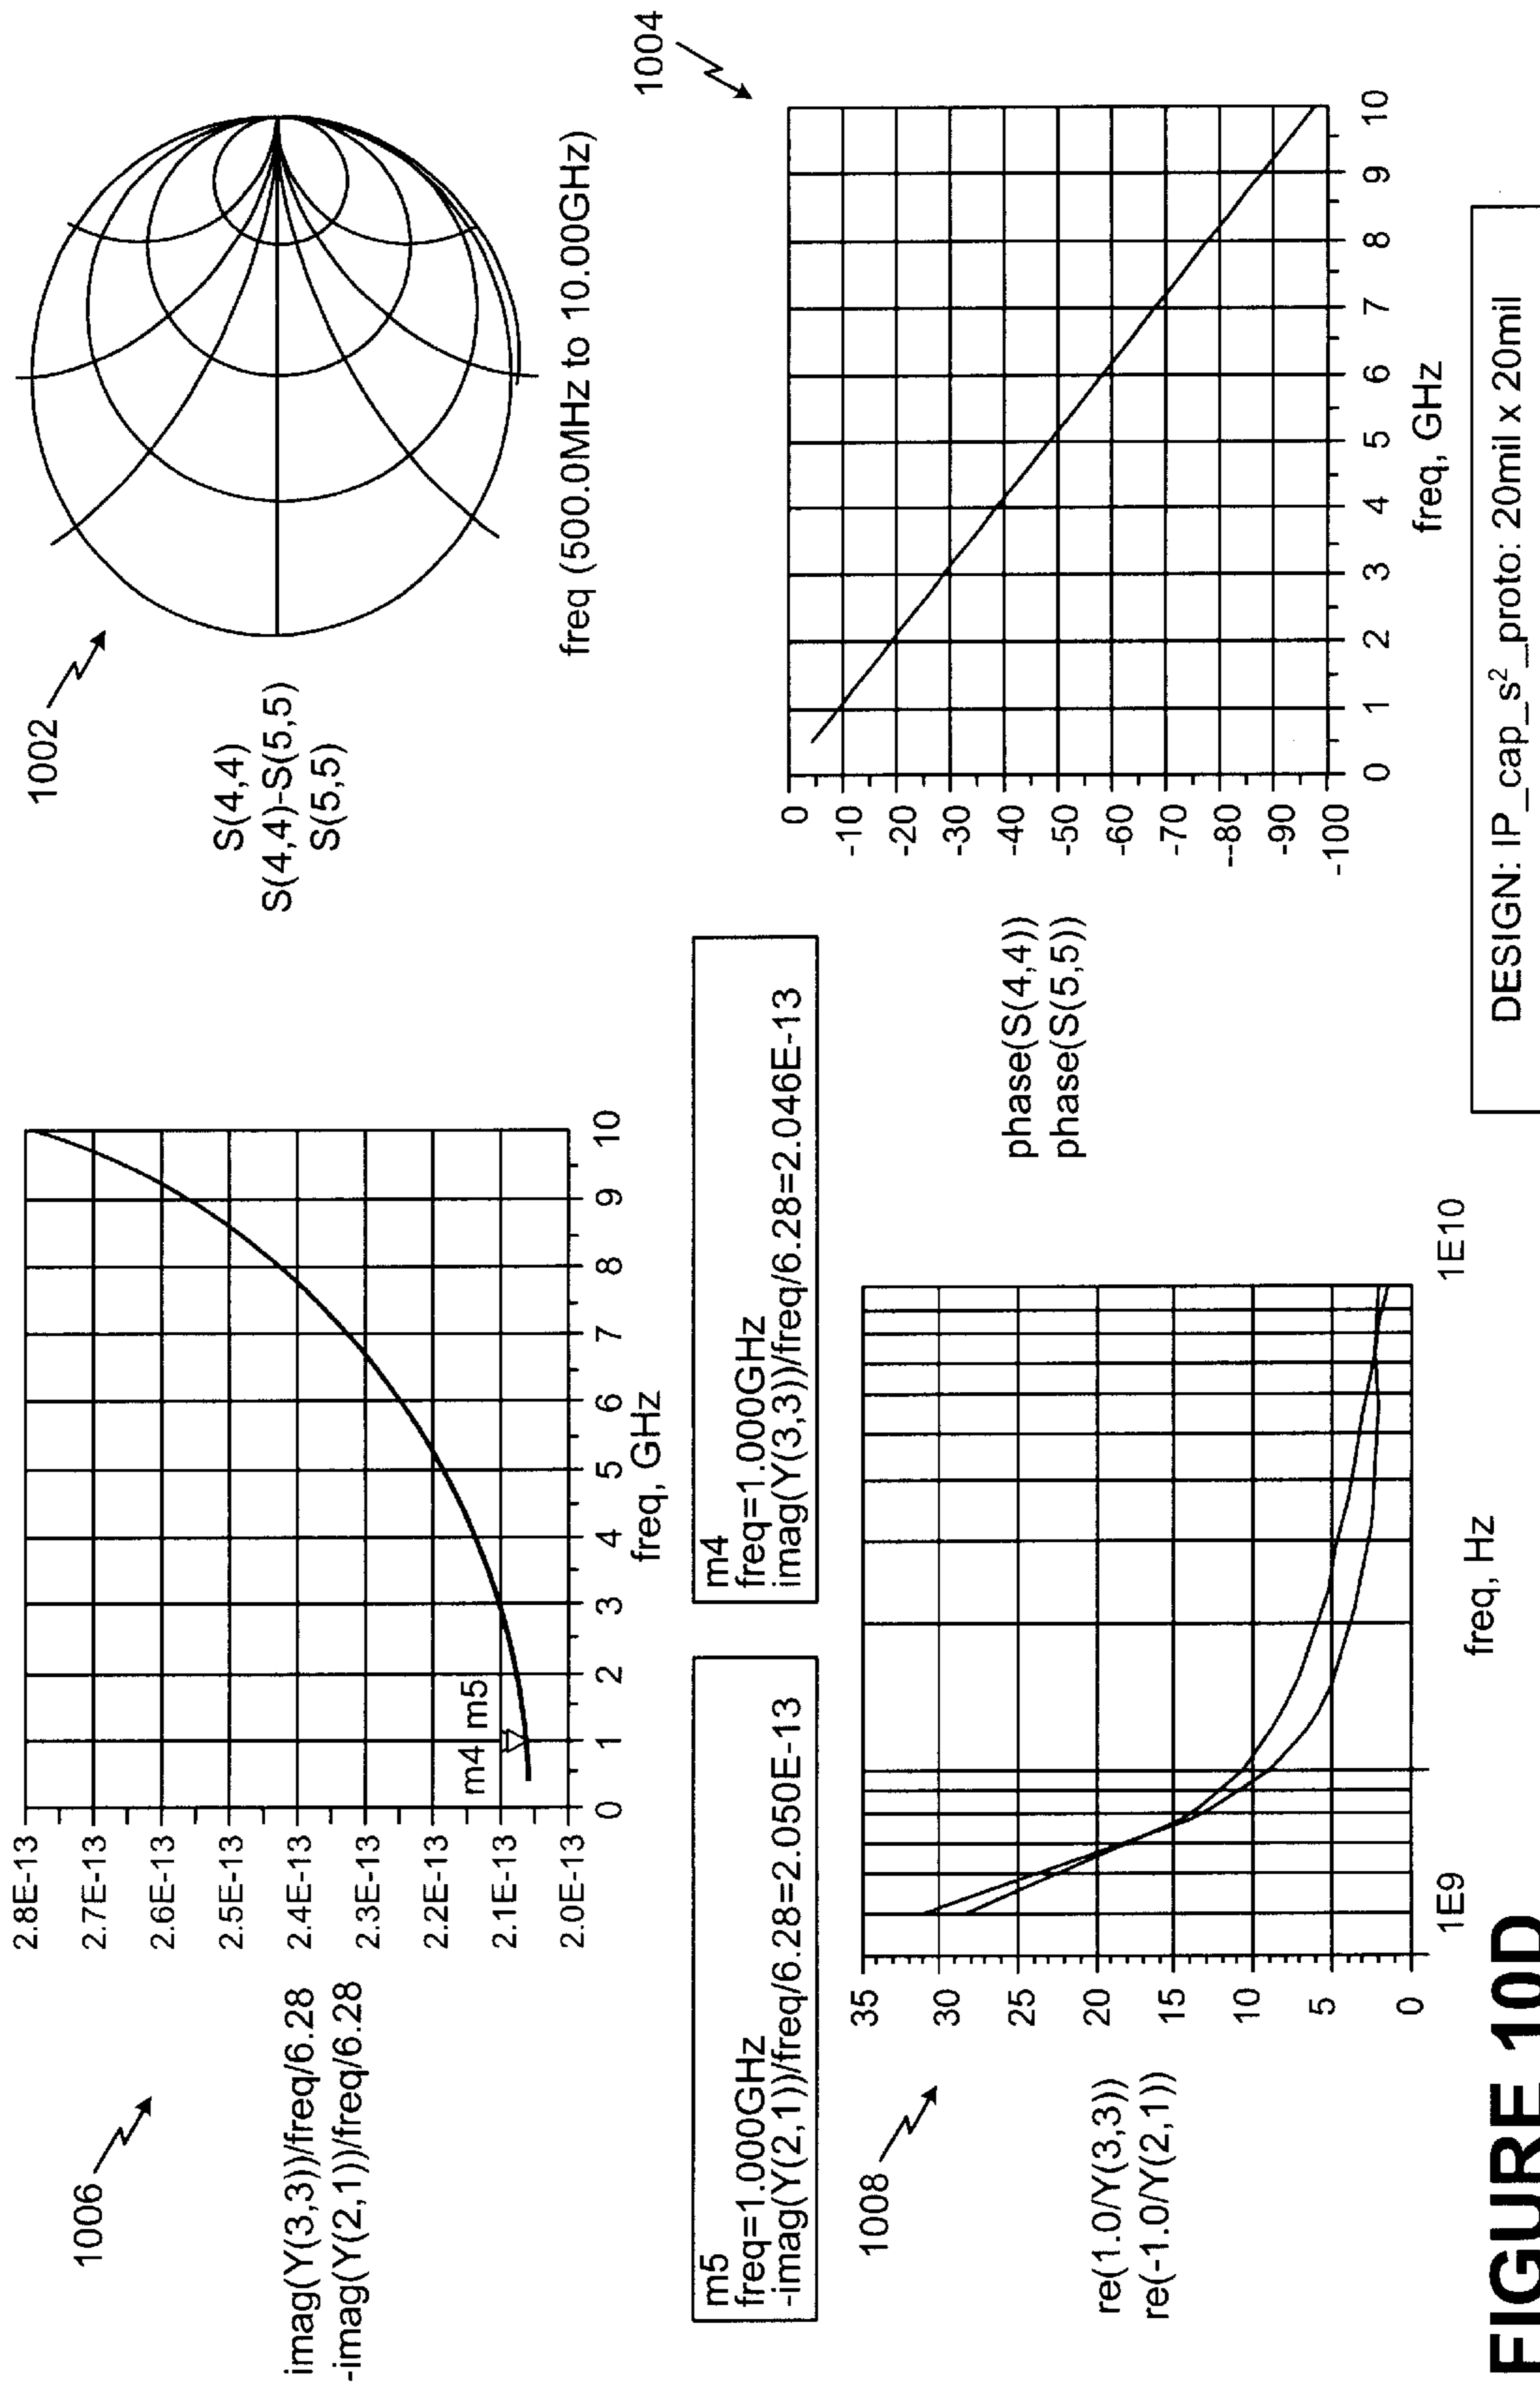 1006
imag(Y(3,3))/freq/6.28
-imag(Y(2,1))/freq/6.28
2.8E-13
2.7E-13
2.6E-13
2.5E-13
2.4E-13
2.3E-13
2.2E-13
2.1E-13
2.0E-13
m4 m5
0 1 2 3 4 5 6 7 8 9 10
freq, GHz
1002
S(4,4)
S(4,4)-S(5,5)
S(5,5)
freq (500.0MHz to 10.00GHz)
m5
freq=1.000GHz
-imag(Y(2,1))/freq/6.28=2.050E-13
m4
freq=1.000GHz
imag(Y(3,3))/freq/6.28=2.046E-13
1008
re(1.0/Y(3,3))
re(-1.0/Y(2,1))
35
30
25
20
15
10
5
0
1E9 1E10
freq, Hz
1004
phase(S(4,4))
phase(S(5,5))
0
-10
-20
-30
-40
-50
-60
-70
--80
-90
-100
0 1 2 3 4 5 6 7 8 9 10
freq, GHz
DESIGN: IP_cap_s²_proto: 20mil x 20mil
FIGURE 10D